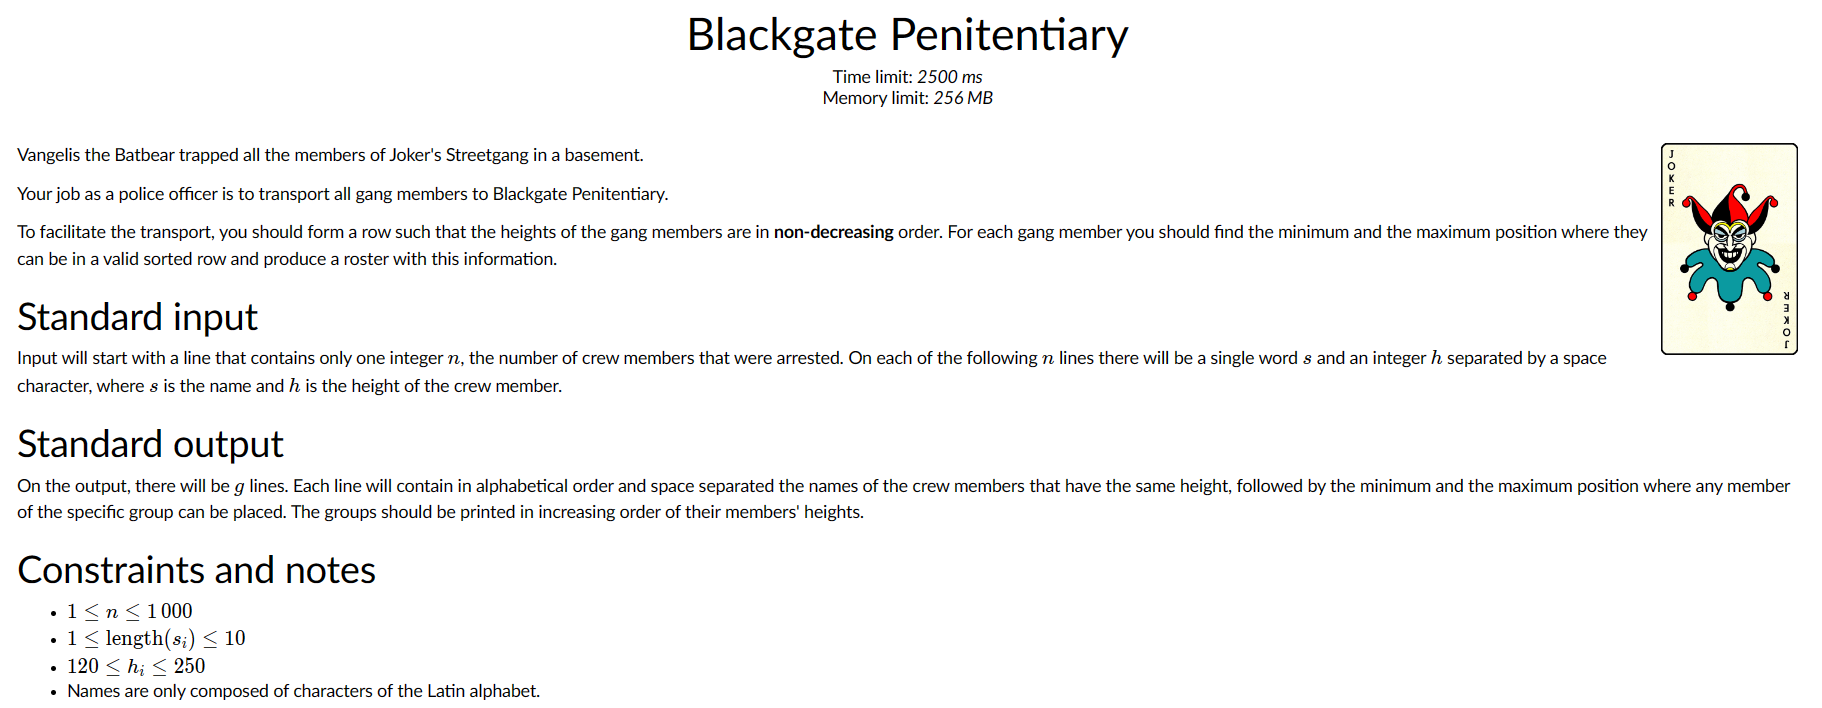 Blackgate Penitentiary
Time limit: 2500 ms
Memory limit: 256 MB
Vangelis the Batbear trapped all the members of Joker's Streetgang in a basement.
Your job as a police officer is to transport all gang members to Blackgate Penitentiary.
To facilitate the transport, you should form a row such that the heights of the gang members are in non-decreasing order. For each gang member you should find the minimum and the maximum position where they
can be in a valid sorted row and produce a roster with this information.
JOKER
JOKER
Standard input
Input will start with a line that contains only one integer n, the number of crew members that were arrested. On each of the following n lines there will be a single word s and an integer h separated by a space
character, where s is the name and h is the height of the crew member.
Standard output
On the output, there will be g lines. Each line will contain in alphabetical order and space separated the names of the crew members that have the same height, followed by the minimum and the maximum position where any member
of the specific group can be placed. The groups should be printed in increasing order of their members' heights.
Constraints and notes
• 1 ≤ n ≤ 1 000
• 1 ≤ length(sᵢ) ≤ 10
• 120 ≤ hᵢ ≤ 250
• Names are only composed of characters of the Latin alphabet.